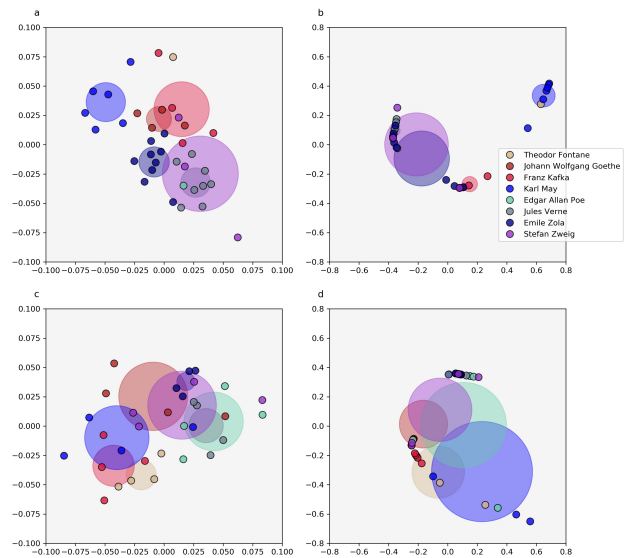 a
b
0.100
0.075
0.050
0.025
0.000
−0.025
−0.050
−0.075
−0.100
−0.100 −0.075 −0.050 −0.025 0.000 0.025 0.050 0.075 0.100
0.8
0.6
0.4
0.2
0.0
−0.2
−0.4
−0.6
−0.8
−0.8 −0.6 −0.4 −0.2 0.0 0.2 0.4 0.6 0.8
Theodor Fontane
Johann Wolfgang Goethe
Franz Kafka
Karl May
Edgar Allan Poe
Jules Verne
Emile Zola
Stefan Zweig
c
d
0.100
0.075
0.050
0.025
0.000
−0.025
−0.050
−0.075
−0.100
−0.100 −0.075 −0.050 −0.025 0.000 0.025 0.050 0.075 0.100
0.8
0.6
0.4
0.2
0.0
−0.2
−0.4
−0.6
−0.8
−0.8 −0.6 −0.4 −0.2 0.0 0.2 0.4 0.6 0.8